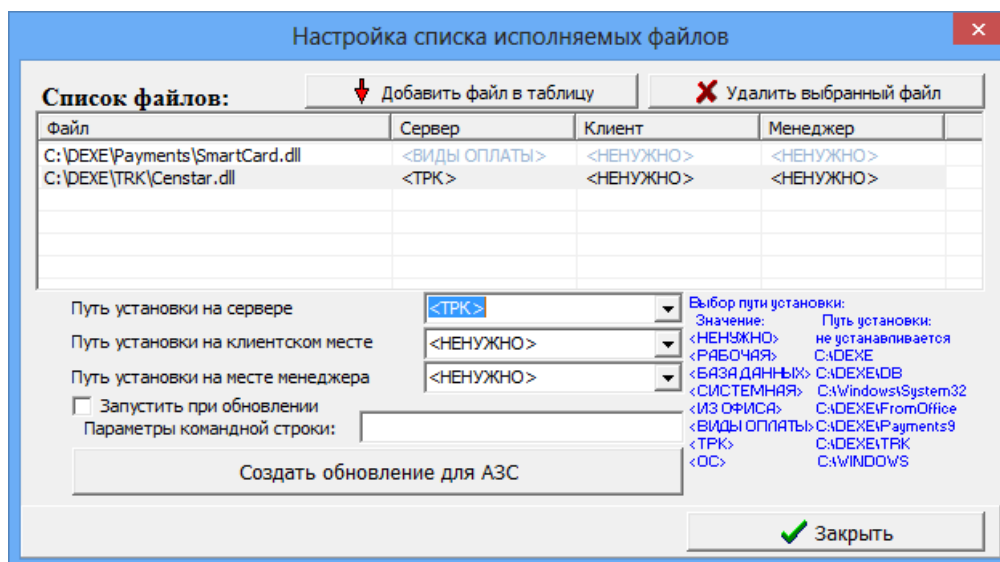 Настройка списка исполняемых файлов
Список файлов:
Добавить файл в таблицу
Удалить выбранный файл
Файл Сервер Клиент Менеджер
C:\DEXE\Payments\SmartCard.dll <ВИДЫ ОПЛАТЫ> <НЕНУЖНО> <НЕНУЖНО>
C:\DEXE\TRK\Censtar.dll <ТРК> <НЕНУЖНО> <НЕНУЖНО>
Путь установки на сервере <ТРК>
Путь установки на клиентском месте <НЕНУЖНО>
Путь установки на месте менеджера <НЕНУЖНО>
Запустить при обновлении
Параметры командной строки:
Создать обновление для АЗС
Выбор пути установки:
Значение: Путь установки:
<НЕНУЖНО> не устанавливается
<РАБОЧАЯ> C:\DEXE
<БАЗА ДАННЫХ> C:\DEXE\DB
<СИСТЕМНАЯ> C:\Windows\System32
<ИЗ ОФИСА> C:\DEXE\FromOffice
<ВИДЫ ОПЛАТЫ> C:\DEXE\Payments9
<ТРК> C:\DEXE\TRK
<ОС> C:\WINDOWS
Закрыть